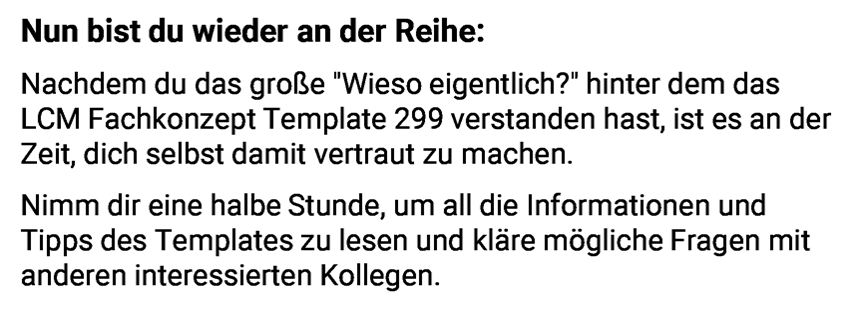 Nun bist du wieder an der Reihe:
Nachdem du das große "Wieso eigentlich?" hinter dem das
LCM Fachkonzept Template 299 verstanden hast, ist es an der
Zeit, dich selbst damit vertraut zu machen.
Nimm dir eine halbe Stunde, um all die Informationen und
Tipps des Templates zu lesen und kläre mögliche Fragen mit
anderen interessierten Kollegen.